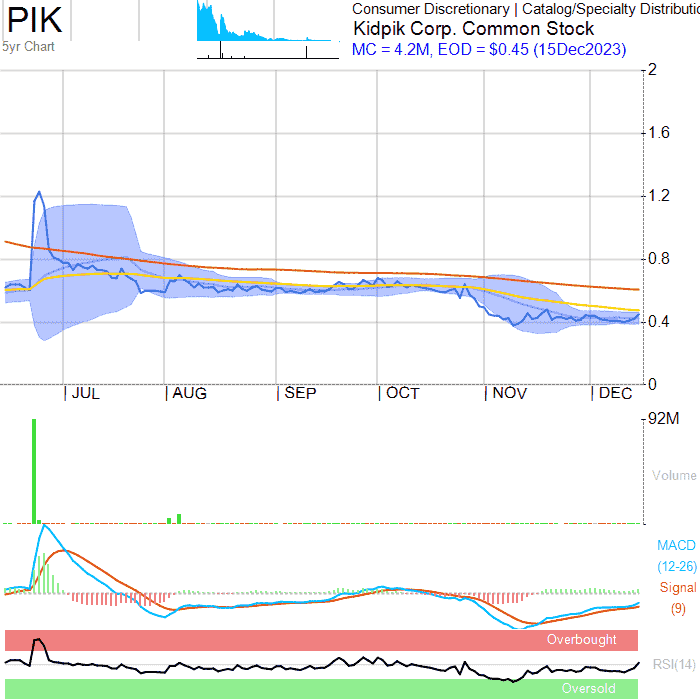 PIK
5yr Chart
Consumer Discretionary | Catalog/Specialty Distributio
Kidpik Corp. Common Stock
MC = 4.2M, EOD = $0.45 (15Dec2023)
2
1.6
1.2
0.8
0.4
0
JUL AUG SEP OCT NOV DEC
92M
Volume
MACD
(12-26)
Signal
(9)
Overbought
RSI(14)
Oversold